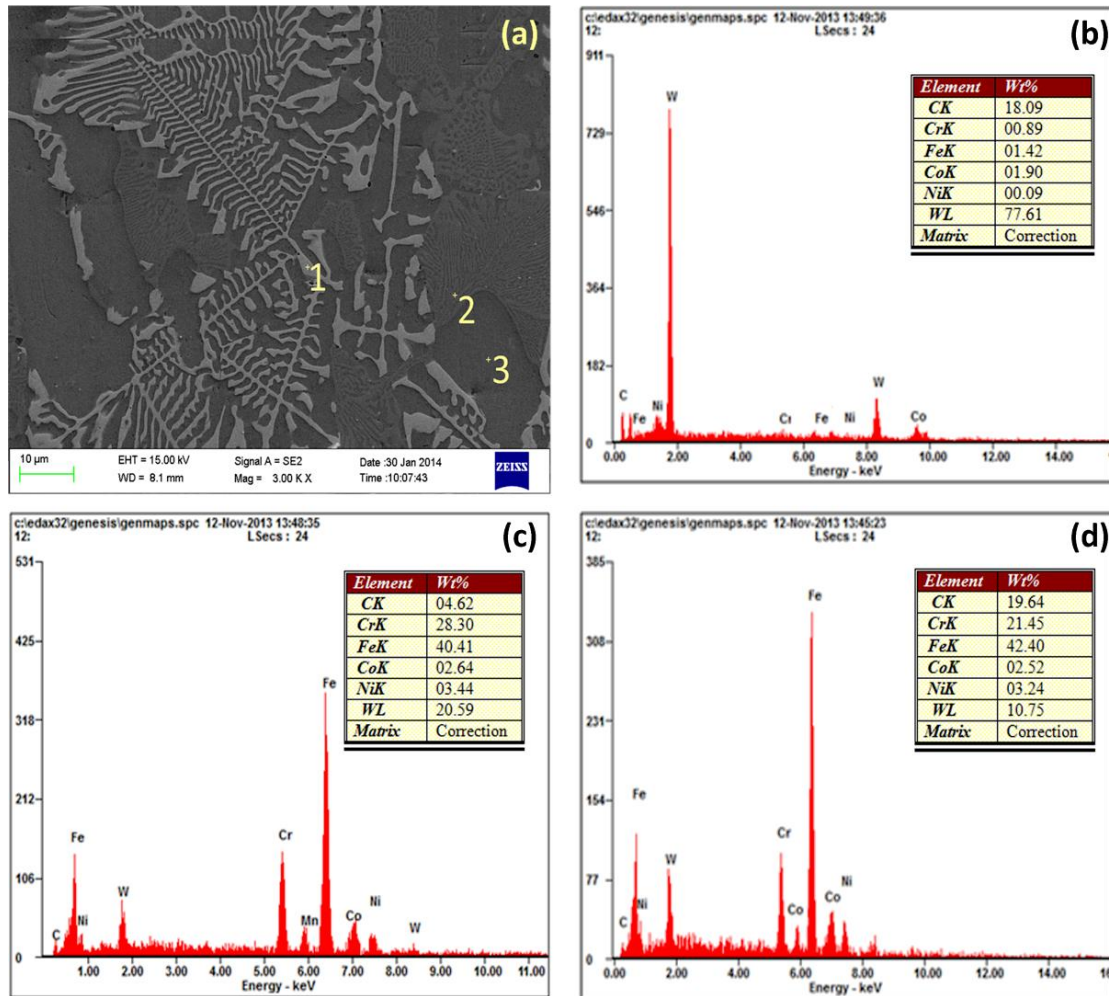 (a)
1
2
3
10 µm
EHT = 15.00 kV
Signal A = SE2
Date :30 Jan 2014
WD = 8.1 mm
Mag = 3.00 K X
Time :10:07:43
ZEISS
c:\edax32\genesis\genmaps.spc 12-Nov-2013 13:49:36
12: LSecs : 24
(b)
911
729
546
364
182
0
W
C
Fe
Ni
Cr
Fe
Ni
W
Co
Element Wt%
CK 18.09
CrK 00.89
FeK 01.42
CoK 01.90
NiK 00.09
WL 77.61
Matrix Correction
0.00 2.00 4.00 6.00 8.00 10.00 12.00 14.00
Energy - keV
c:\edax32\genesis\genmaps.spc 12-Nov-2013 13:48:35
12: LSecs : 24
(c)
531
425
318
212
106
0
C
Fe
Ni
W
Cr
Mn
Fe
Co
Ni
W
Element Wt%
CK 04.62
CrK 28.30
FeK 40.41
CoK 02.64
NiK 03.44
WL 20.59
Matrix Correction
1.00 2.00 3.00 4.00 5.00 6.00 7.00 8.00 9.00 10.00 11.00
Energy - keV
c:\edax32\genesis\genmaps.spc 12-Nov-2013 13:45:23
12: LSecs : 24
(d)
385
308
231
154
77
0
C
Fe
Ni
W
Cr
Co
Fe
Co
Ni
Element Wt%
CK 19.64
CrK 21.45
FeK 42.40
CoK 02.52
NiK 03.24
WL 10.75
Matrix Correction
0.00 2.00 4.00 6.00 8.00 10.00 12.00 14.00
Energy - keV